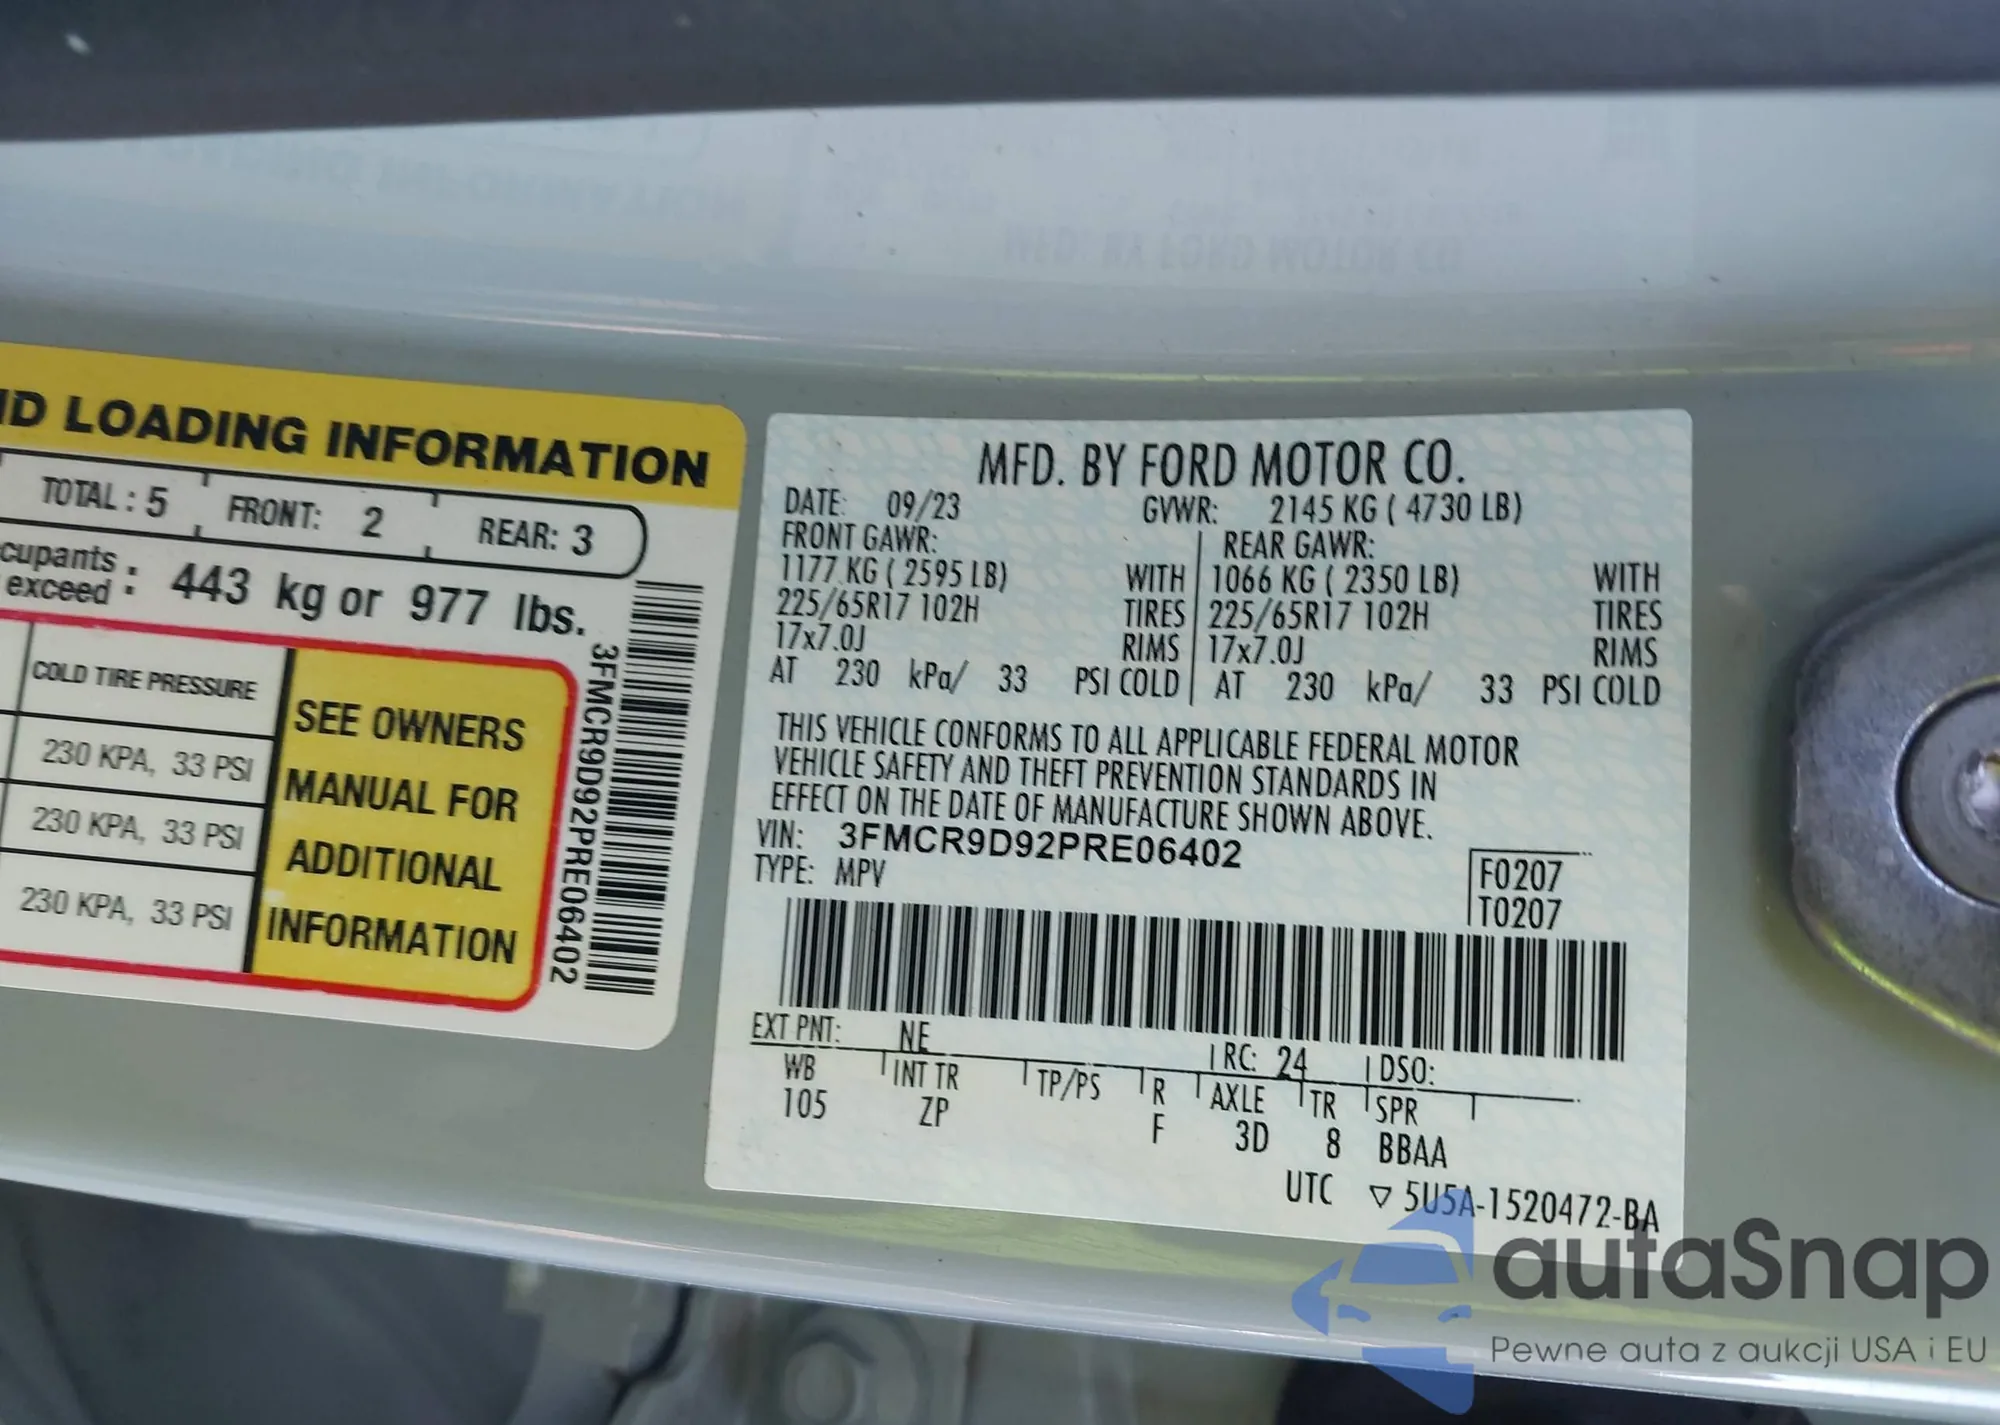 ND LOADING INFORMATION
TOTAL : 5 FRONT: 2 REAR: 3
cupants :
exceed : 443 kg or 977 lbs.
COLD TIRE PRESSURE
230 KPA, 33 PSI
230 KPA, 33 PSI
230 KPA, 33 PSI
SEE OWNERS
MANUAL FOR
ADDITIONAL
INFORMATION
3FMCR9D92PRE06402
MFD. BY FORD MOTOR CO.
DATE: 09/23 GVWR: 2145 KG ( 4730 LB)
FRONT GAWR: REAR GAWR:
1177 KG ( 2595 LB) WITH 1066 KG ( 2350 LB) WITH
225/65R17 102H TIRES 225/65R17 102H TIRES
17x7.0J RIMS 17x7.0J RIMS
AT 230 kPa/ 33 PSI COLD AT 230 kPa/ 33 PSI COLD
THIS VEHICLE CONFORMS TO ALL APPLICABLE FEDERAL MOTOR
VEHICLE SAFETY AND THEFT PREVENTION STANDARDS IN
EFFECT ON THE DATE OF MANUFACTURE SHOWN ABOVE.
VIN: 3FMCR9D92PRE06402
TYPE: MPV
F0207
T0207
EXT PNT: NE RC: 24 DSO:
WB INT TR TP/PS R AXLE TR SPR
105 ZP F 3D 8 BBAA
UTC ▽ 5U5A-1520472-BA
autaSnap
Pewne auta z aukcji USA i EU